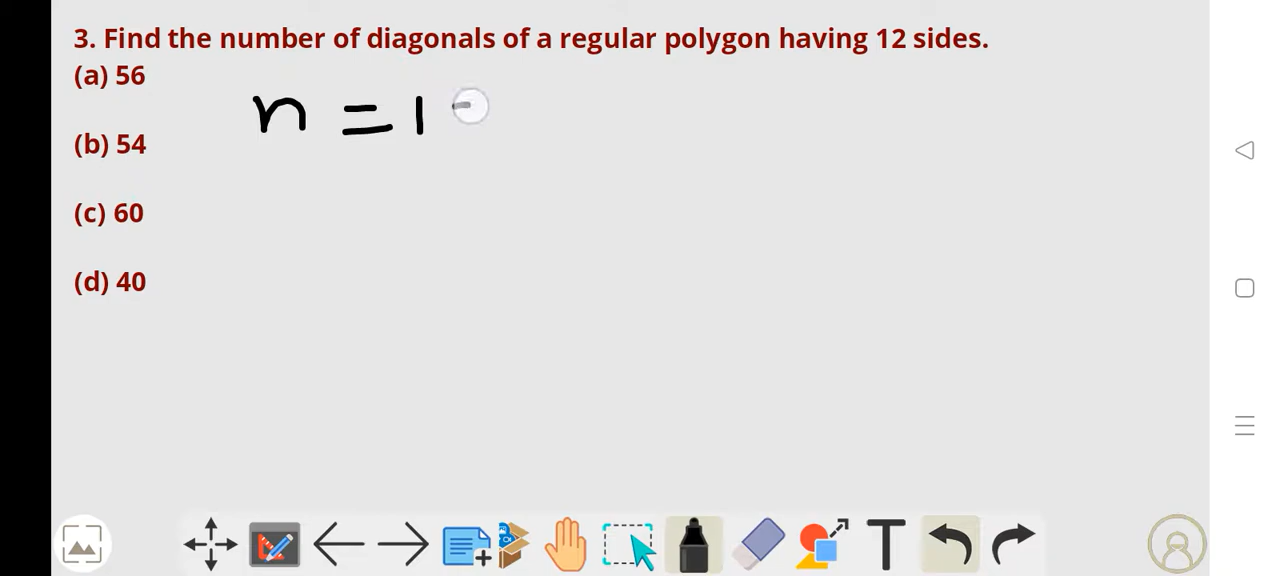 3. Find the number of diagonals of a regular polygon having 12 sides.
(a) 56
n = 1
(b) 54
(c) 60
(d) 40
T